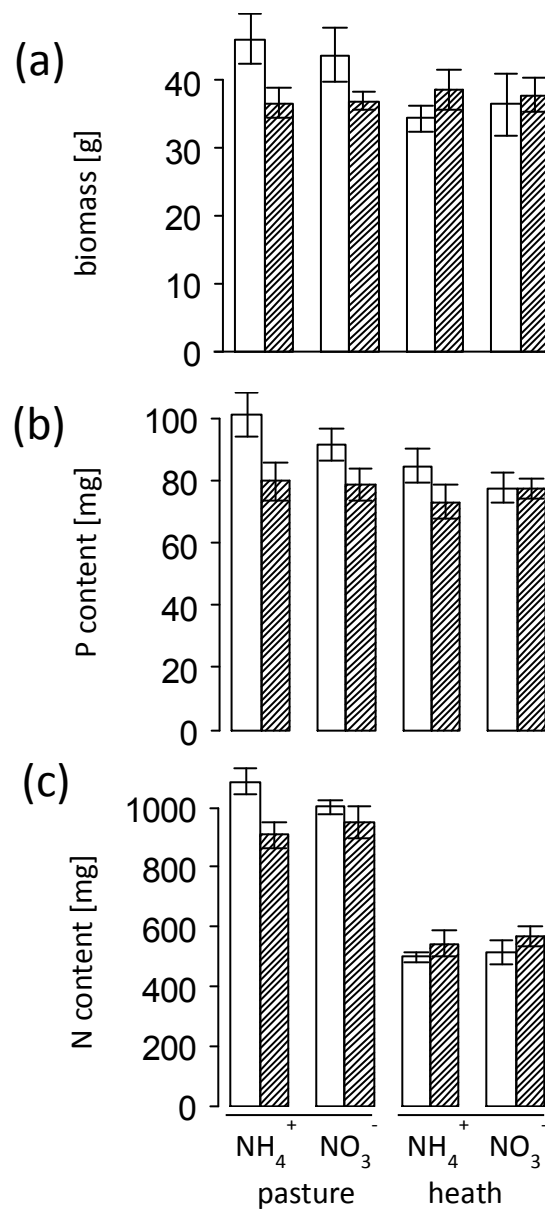 (a)
biomass [g]
40
30
20
10
0
(b)
P content [mg]
100
80
60
40
20
0
(c)
N content [mg]
1000
800
600
400
200
0
NH4+ NO3- NH4+ NO3-
pasture heath